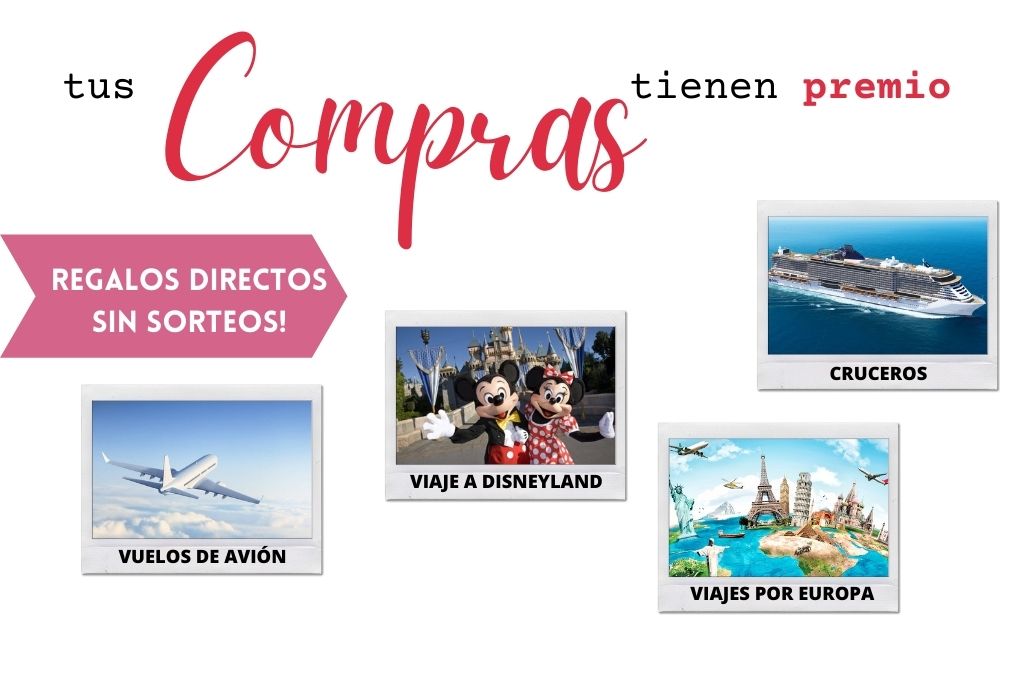 tus Compras tienen premio
REGALOS DIRECTOS
SIN SORTEOS!
CRUCEROS
VIAJE A DISNEYLAND
VUELOS DE AVIÓN
VIAJES POR EUROPA